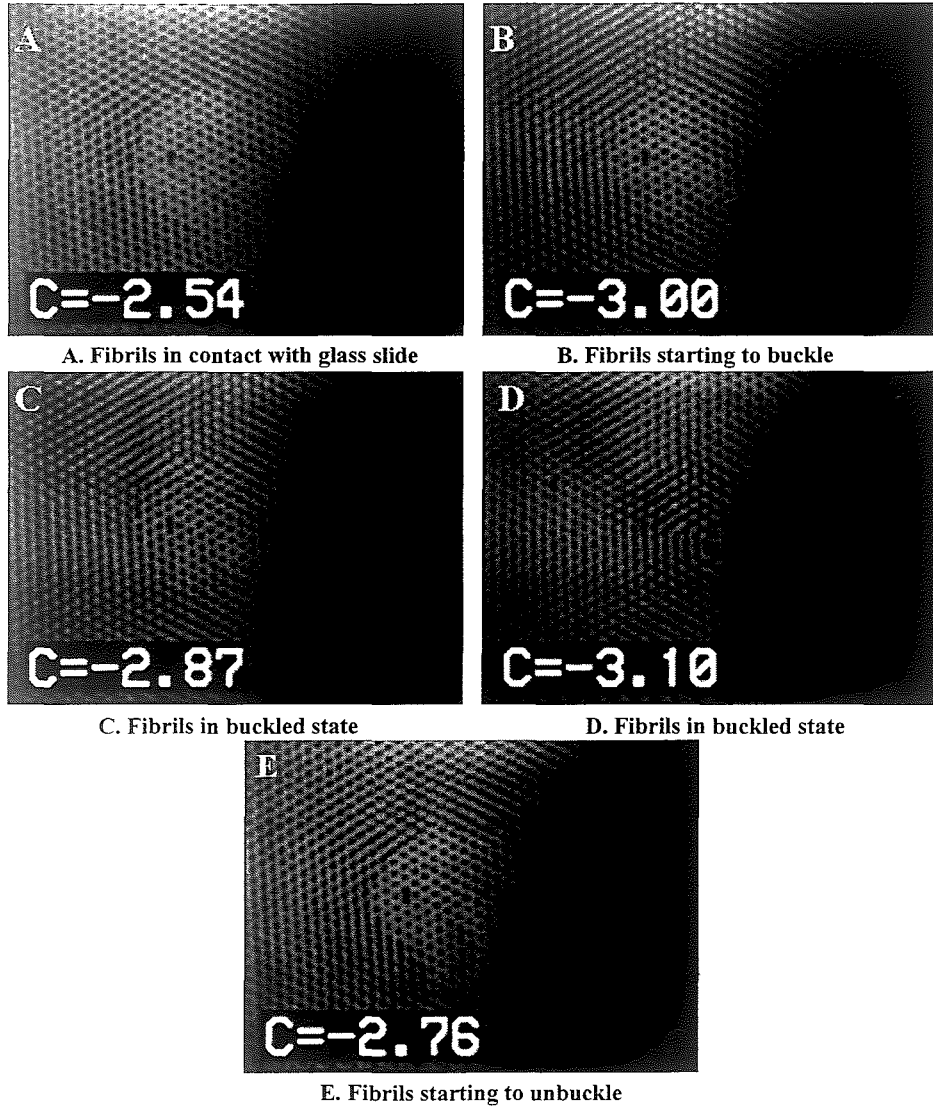 A
B
C=-2.54
C=-3.00
A. Fibrils in contact with glass slide
B. Fibrils starting to buckle
C
D
C=-2.87
C=-3.10
C. Fibrils in buckled state
D. Fibrils in buckled state
E
C=-2.76
E. Fibrils starting to unbuckle